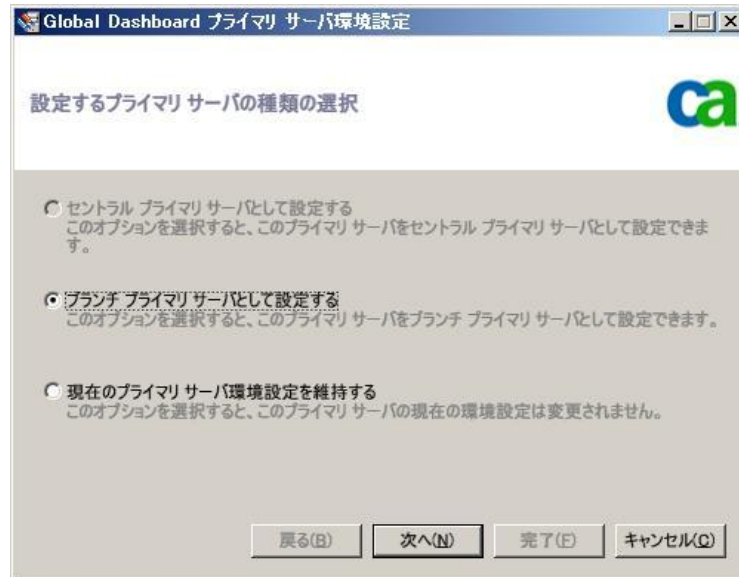 Global Dashboard プライマリ サーバ環境設定
設定するプライマリ サーバの種類の選択
ca
セントラル プライマリ サーバとして設定する
このオプションを選択すると、このプライマリ サーバをセントラル プライマリ サーバとして設定できま
す。
ブランチ プライマリ サーバとして設定する
このオプションを選択すると、このプライマリ サーバをブランチ プライマリ サーバとして設定できます。
現在のプライマリ サーバ環境設定を維持する
このオプションを選択すると、このプライマリ サーバの現在の環境設定は変更されません。
戻る(B) 次へ(N) 完了(F) キャンセル(C)